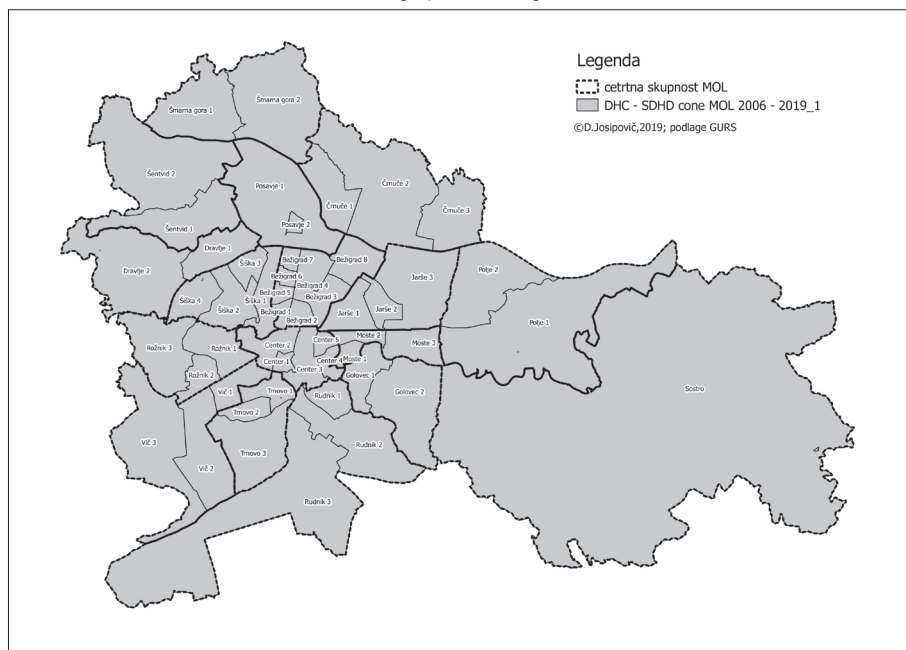 Legenda
cetrtna skupnost MOL
DHC - SDHD cone MOL 2006 - 2019_1
©D.Josipovič,2019; podlage GURS
Šmarna gora 2
Šmarna gora 1
Šentvid 2
Posavje 1
Črnuče 2
Črnuče 1
Črnuče 3
Posavje 2
Šentvid 1
Dravlje 1
Dravlje 2
Šiška 3
Bežigrad 7
Bežigrad 8
Bežigrad 6
Bežigrad 4
Jarše 3
Polje 2
Šiška 4
Bežigrad 5
Bežigrad 3
Šiška 1
Šiška 2
Bežigrad 1
Bežigrad 2
Jarše 1
Jarše 2
Polje 1
Rožnik 3
Rožnik 1
Center 2
Center 5
Moste 2
Moste 3
Center 1
Center 4
Moste 1
Center 3
Rožnik 2
Golovec 1
Golovec 2
Sostro
Vič 1
Trnovo 1
Rudnik 1
Trnovo 2
Vič 3
Trnovo 3
Rudnik 2
Vič 2
Rudnik 3